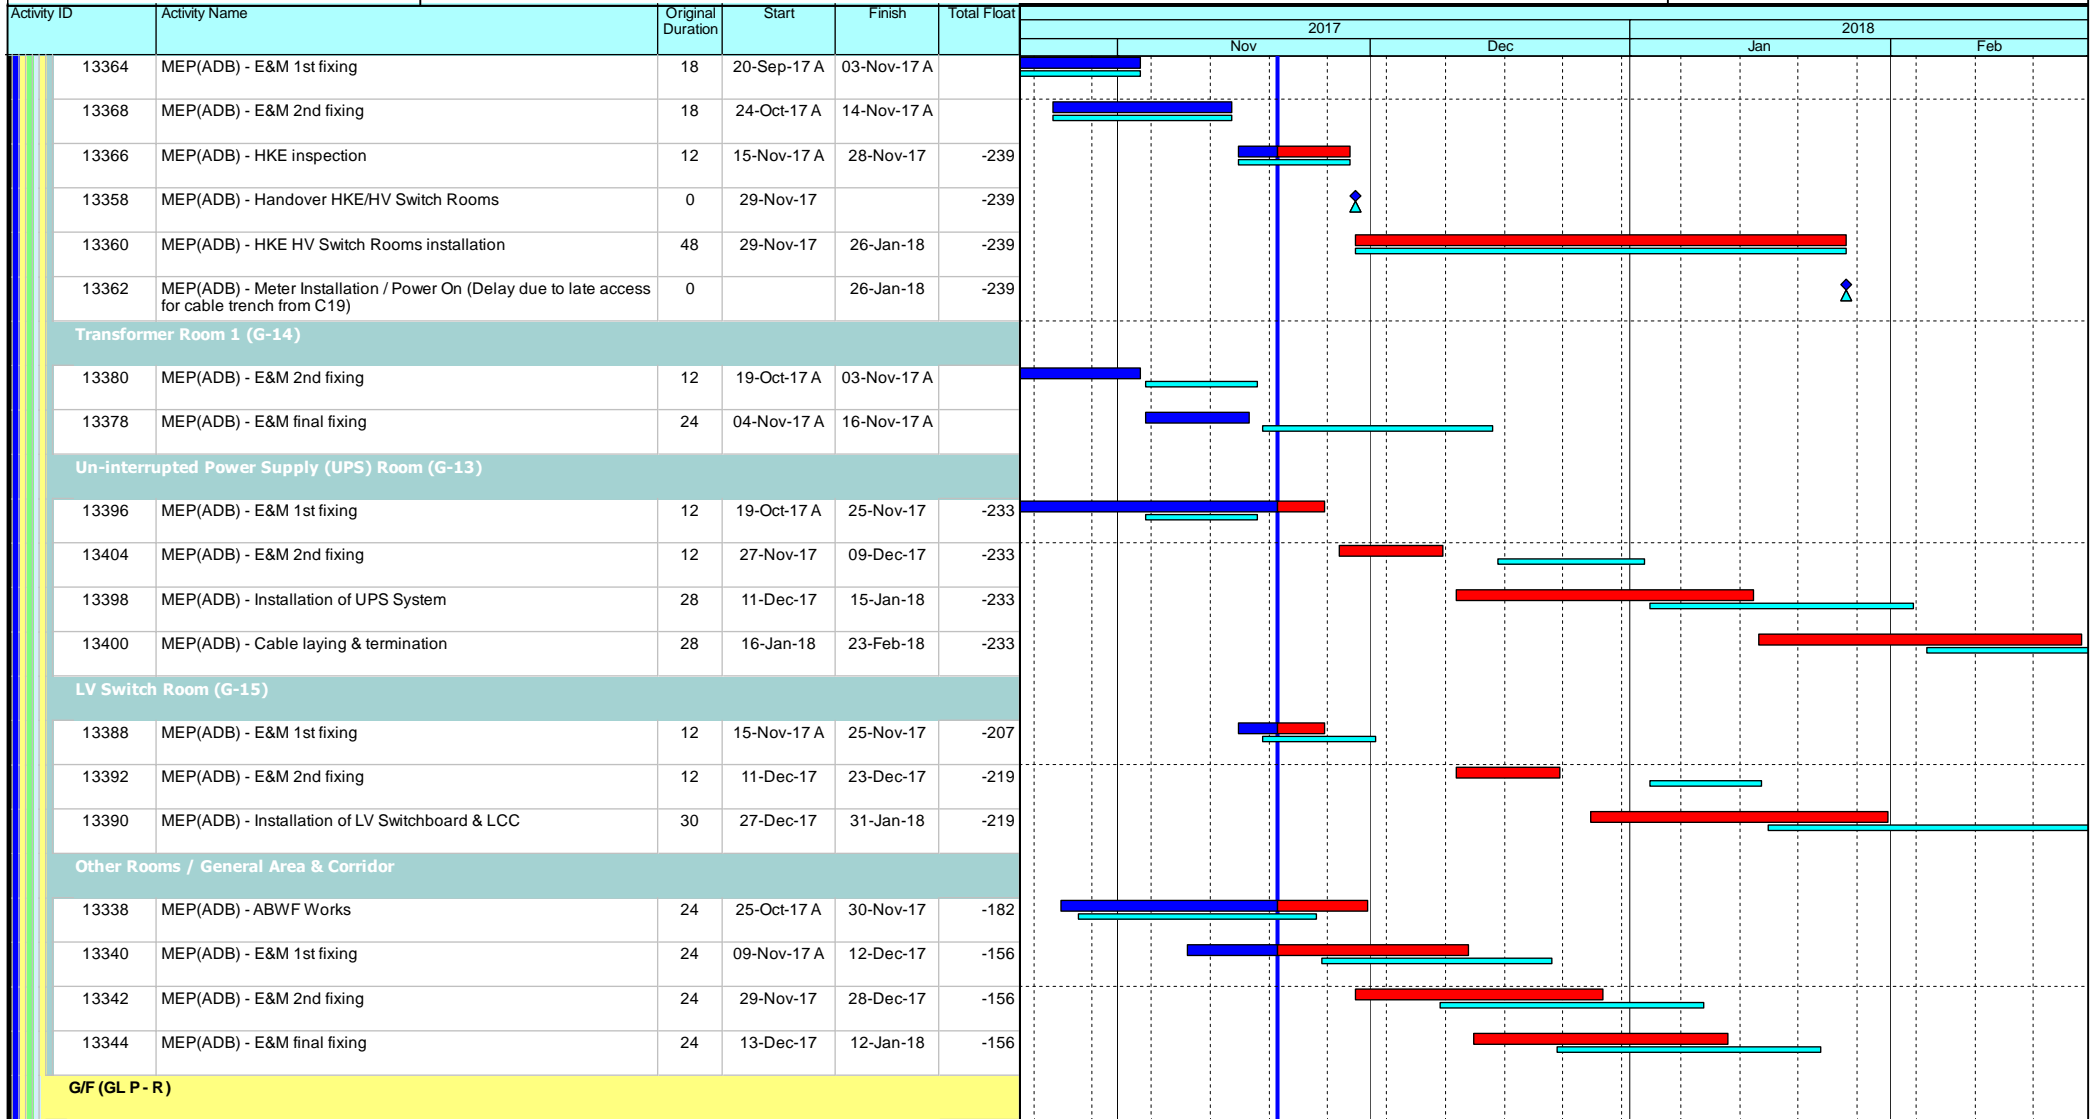 Activity ID Activity Name Original Start Finish Total Float
Duration
2017 2018
Nov Dec Jan Feb
13364 MEP(ADB) - E&M 1st fixing 18 20-Sep-17 A 03-Nov-17 A
13368 MEP(ADB) - E&M 2nd fixing 18 24-Oct-17 A 14-Nov-17 A
13366 MEP(ADB) - HKE inspection 12 15-Nov-17 A 28-Nov-17 -239
13358 MEP(ADB) - Handover HKE/HV Switch Rooms 0 29-Nov-17 -239
13360 MEP(ADB) - HKE HV Switch Rooms installation 48 29-Nov-17 26-Jan-18 -239
13362 MEP(ADB) - Meter Installation / Power On (Delay due to late access 0 26-Jan-18 -239
for cable trench from C19)
Transformer Room 1 (G-14)
13380 MEP(ADB) - E&M 2nd fixing 12 19-Oct-17 A 03-Nov-17 A
13378 MEP(ADB) - E&M final fixing 24 04-Nov-17 A 16-Nov-17 A
Un-interrupted Power Supply (UPS) Room (G-13)
13396 MEP(ADB) - E&M 1st fixing 12 19-Oct-17 A 25-Nov-17 -233
13404 MEP(ADB) - E&M 2nd fixing 12 27-Nov-17 09-Dec-17 -233
13398 MEP(ADB) - Installation of UPS System 28 11-Dec-17 15-Jan-18 -233
13400 MEP(ADB) - Cable laying & termination 28 16-Jan-18 23-Feb-18 -233
LV Switch Room (G-15)
13388 MEP(ADB) - E&M 1st fixing 12 15-Nov-17 A 25-Nov-17 -207
13392 MEP(ADB) - E&M 2nd fixing 12 11-Dec-17 23-Dec-17 -219
13390 MEP(ADB) - Installation of LV Switchboard & LCC 30 27-Dec-17 31-Jan-18 -219
Other Rooms / General Area & Corridor
13338 MEP(ADB) - ABWF Works 24 25-Oct-17 A 30-Nov-17 -182
13340 MEP(ADB) - E&M 1st fixing 24 09-Nov-17 A 12-Dec-17 -156
13342 MEP(ADB) - E&M 2nd fixing 24 29-Nov-17 28-Dec-17 -156
13344 MEP(ADB) - E&M final fixing 24 13-Dec-17 12-Jan-18 -156
G/F (GL P - R)